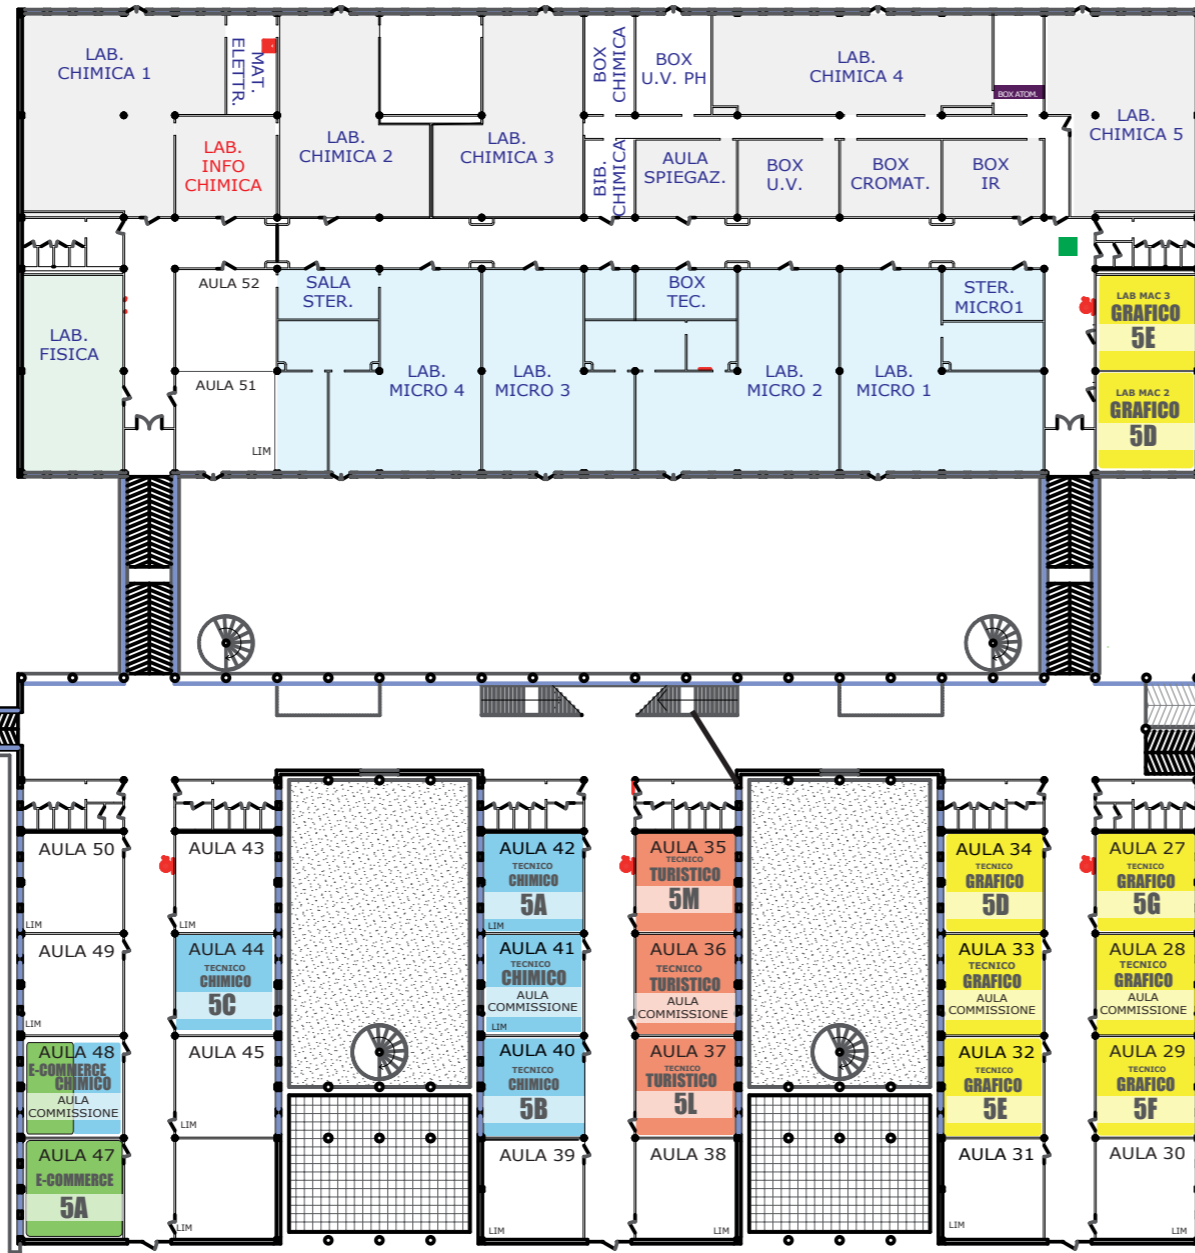 LAB.
CHIMICA 1
MAT.
ELETTR.
LAB.
INFO
CHIMICA
LAB.
CHIMICA 2
LAB.
CHIMICA 3
BOX
CHIMICA
BIB.
CHIMICA
BOX
U.V. PH
AULA
SPIEGAZ.
LAB.
CHIMICA 4
BOX
U.V.
BOX
CROMAT.
BOX
IR
BOX ATOM.
LAB.
CHIMICA 5
LAB.
FISICA
AULA 52
AULA 51
LIM
SALA
STER.
LAB.
MICRO 4
LAB.
MICRO 3
BOX
TEC.
LAB.
MICRO 2
LAB.
MICRO 1
STER.
MICRO1
LAB MAC 3
GRAFICO
5E
LAB MAC 2
GRAFICO
5D
AULA 50
LIM
AULA 49
LIM
AULA 48
E-COMMERCE
CHIMICO
AULA
COMMISSIONE
AULA 47
E-COMMERCE
5A
AULA 43
LIM
AULA 44
TECNICO
CHIMICO
5C
AULA 45
LIM
LIM
AULA 42
TECNICO
CHIMICO
5A
LIM
AULA 41
TECNICO
CHIMICO
AULA
COMMISSIONE
LIM
AULA 40
TECNICO
CHIMICO
5B
AULA 39
LIM
AULA 35
TECNICO
TURISTICO
5M
AULA 36
TECNICO
TURISTICO
AULA
COMMISSIONE
AULA 37
TECNICO
TURISTICO
5L
AULA 38
LIM
AULA 34
TECNICO
GRAFICO
5D
AULA 33
TECNICO
GRAFICO
AULA
COMMISSIONE
AULA 32
TECNICO
GRAFICO
5E
AULA 31
LIM
AULA 27
TECNICO
GRAFICO
5G
AULA 28
TECNICO
GRAFICO
AULA
COMMISSIONE
AULA 29
TECNICO
GRAFICO
5F
AULA 30
LIM